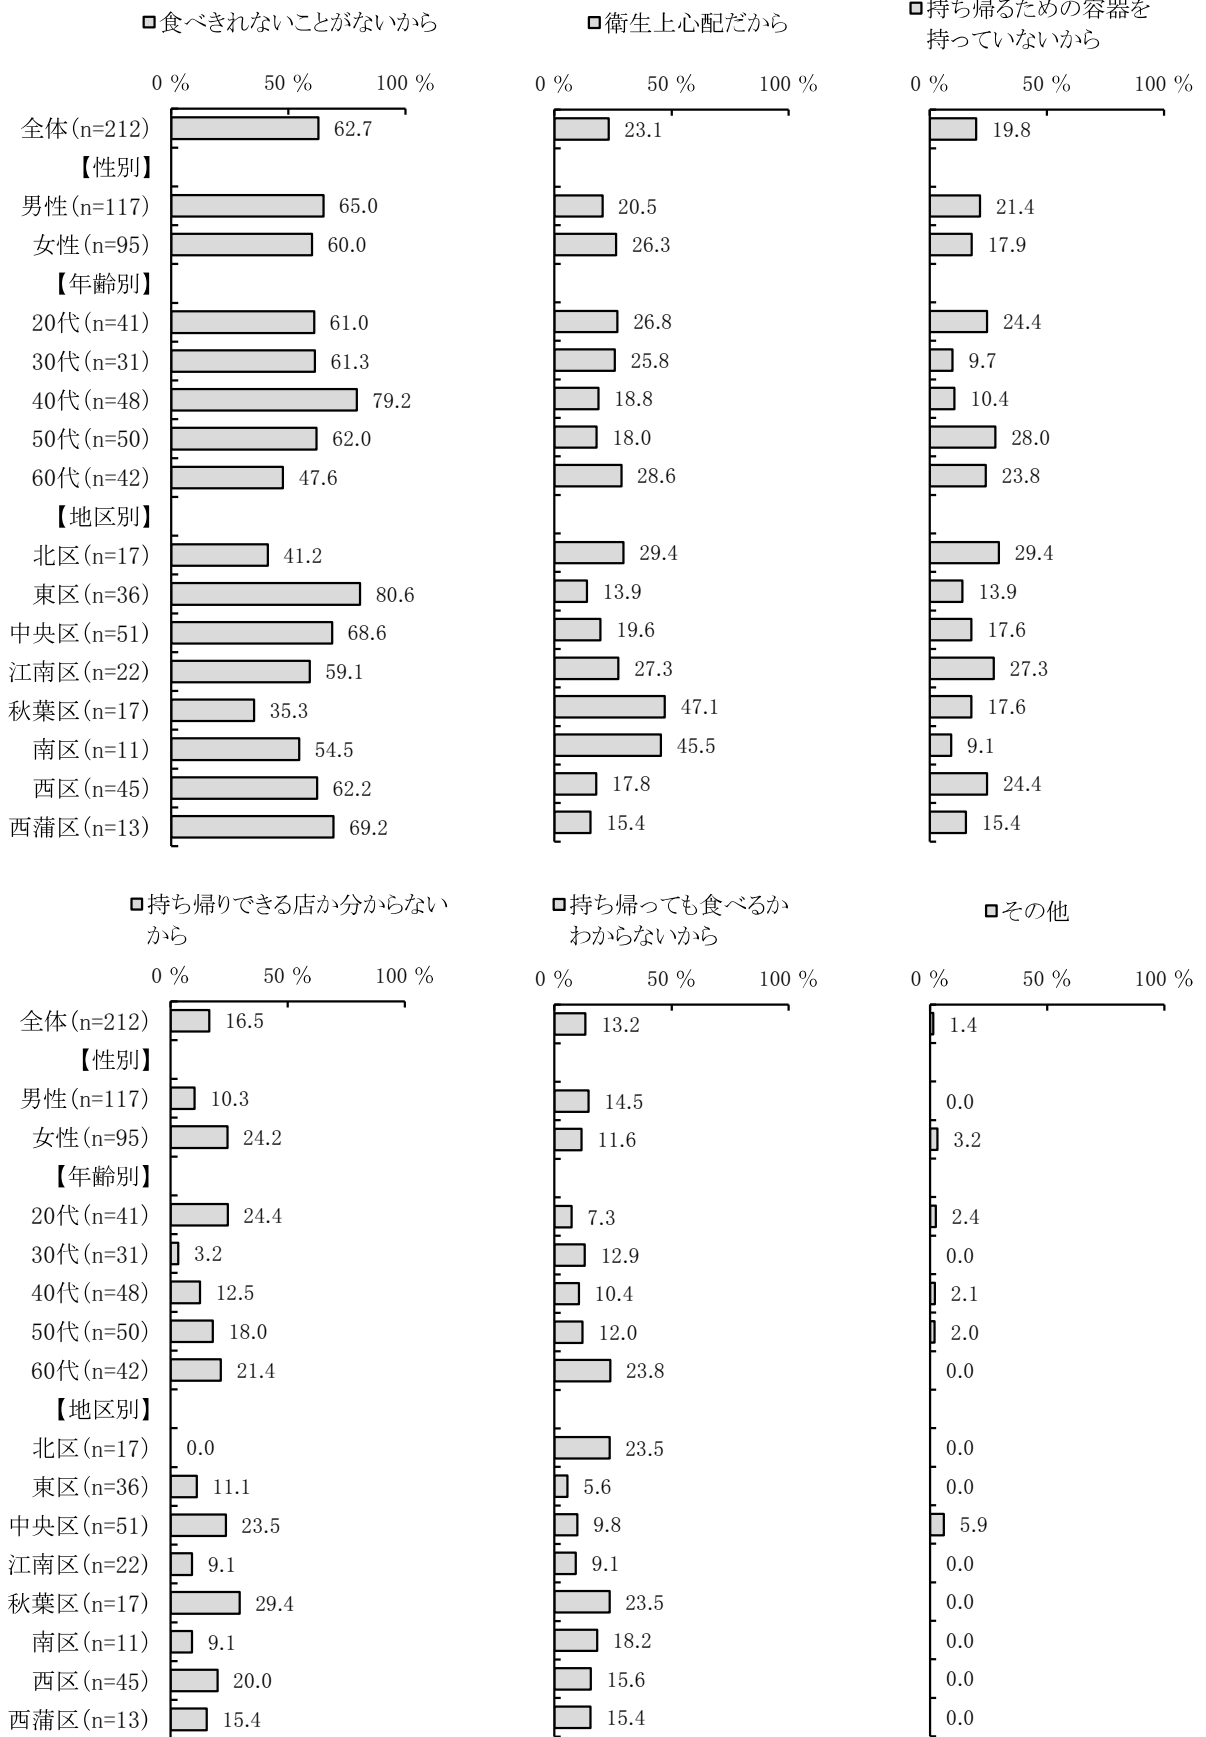 食べきれないことがないから 衛生上心配だから 持ち帰るための容器を
持っていないから
0 % 50 % 100 % 0 % 50 % 100 % 0 % 50 % 100 %
全体(n=212) 62.7 23.1 19.8
【性別】
男性(n=117) 65.0 20.5 21.4
女性(n=95) 60.0 26.3 17.9
【年齢別】
20代(n=41) 61.0 26.8 24.4
30代(n=31) 61.3 25.8 9.7
40代(n=48) 79.2 18.8 10.4
50代(n=50) 62.0 18.0 28.0
60代(n=42) 47.6 28.6 23.8
【地区別】
北区(n=17) 41.2 29.4 29.4
東区(n=36) 80.6 13.9 13.9
中央区(n=51) 68.6 19.6 17.6
江南区(n=22) 59.1 27.3 27.3
秋葉区(n=17) 35.3 47.1 17.6
南区(n=11) 54.5 45.5 9.1
西区(n=45) 62.2 17.8 24.4
西蒲区(n=13) 69.2 15.4 15.4
持ち帰りできる店か分からない 持ち帰っても食べるか その他
から わからないから
0 % 50 % 100 % 0 % 50 % 100 % 0 % 50 % 100 %
全体(n=212) 16.5 13.2 1.4
【性別】
男性(n=117) 10.3 14.5 0.0
女性(n=95) 24.2 11.6 3.2
【年齢別】
20代(n=41) 24.4 7.3 2.4
30代(n=31) 3.2 12.9 0.0
40代(n=48) 12.5 10.4 2.1
50代(n=50) 18.0 12.0 2.0
60代(n=42) 21.4 23.8 0.0
【地区別】
北区(n=17) 0.0 23.5 0.0
東区(n=36) 11.1 5.6 0.0
中央区(n=51) 23.5 9.8 5.9
江南区(n=22) 9.1 9.1 0.0
秋葉区(n=17) 29.4 23.5 0.0
南区(n=11) 9.1 18.2 0.0
西区(n=45) 20.0 15.6 0.0
西蒲区(n=13) 15.4 15.4 0.0